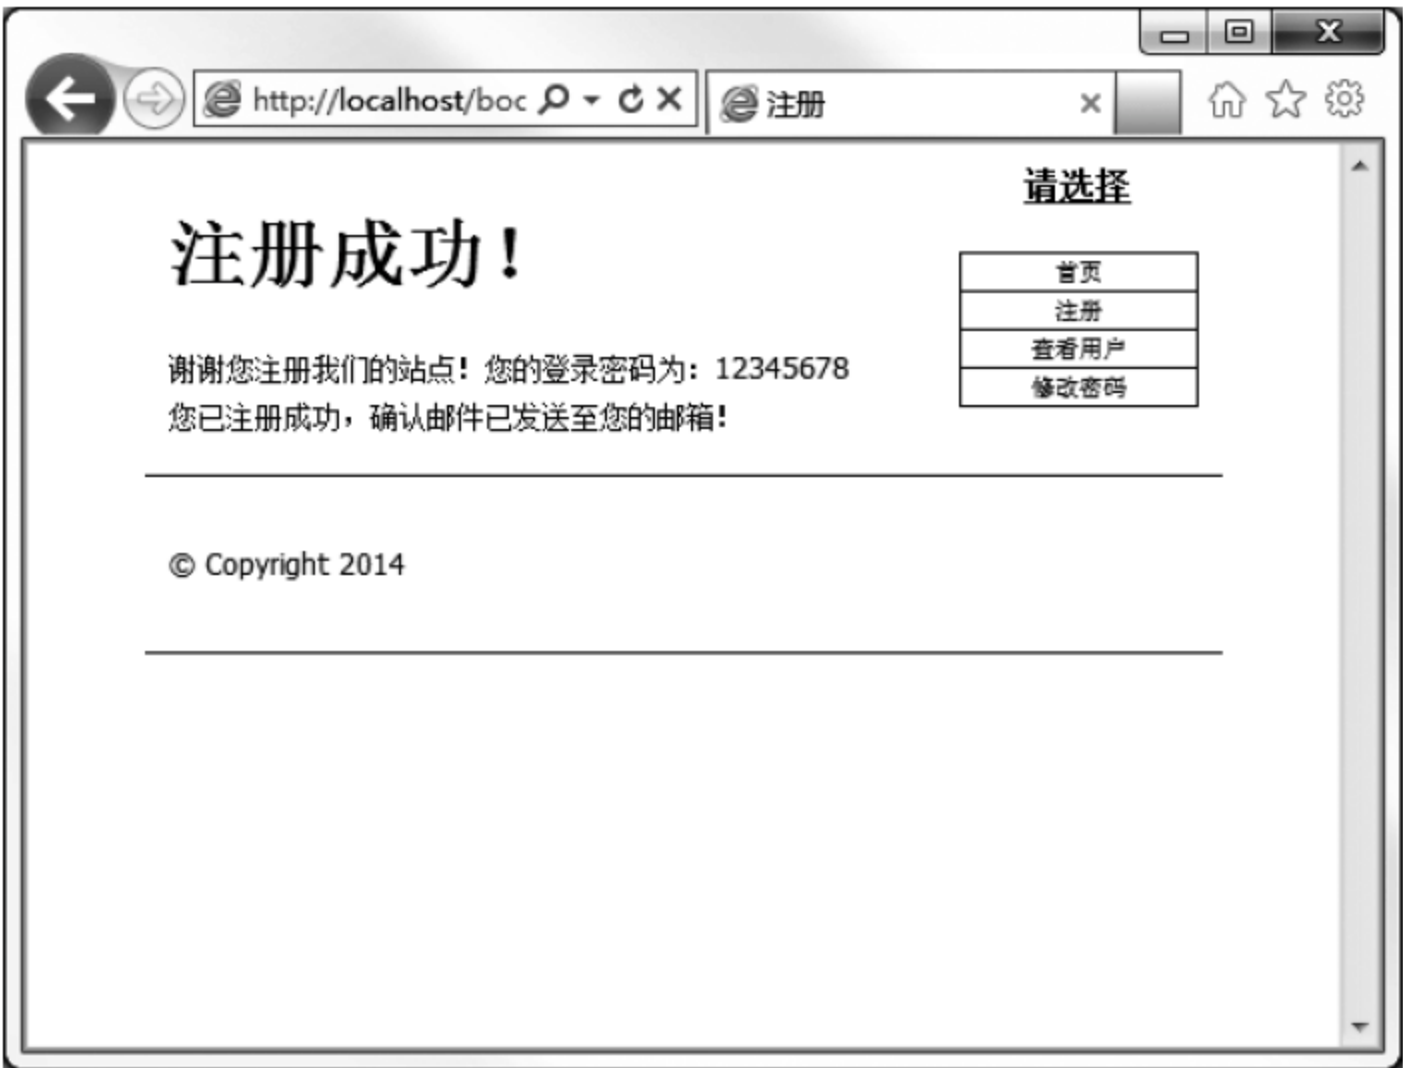 http://localhost/boc
注册
请选择
注册成功！
首页
注册
查看用户
修改密码
谢谢您注册我们的站点！您的登录密码为：12345678
您已注册成功，确认邮件已发送至您的邮箱！
© Copyright 2014